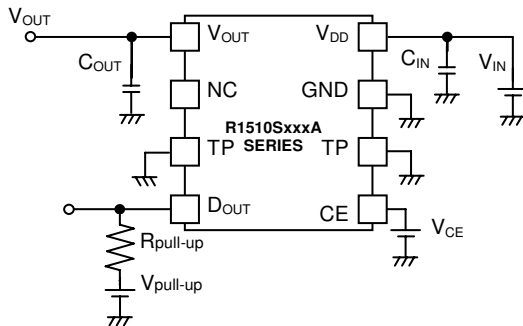 VOUT
VOUT
VDD
COUT
CIN
VIN
NC
GND
R1510SxxxA
SERIES
TP
TP
DOUT
CE
VCE
Rpull-up
Vpull-up